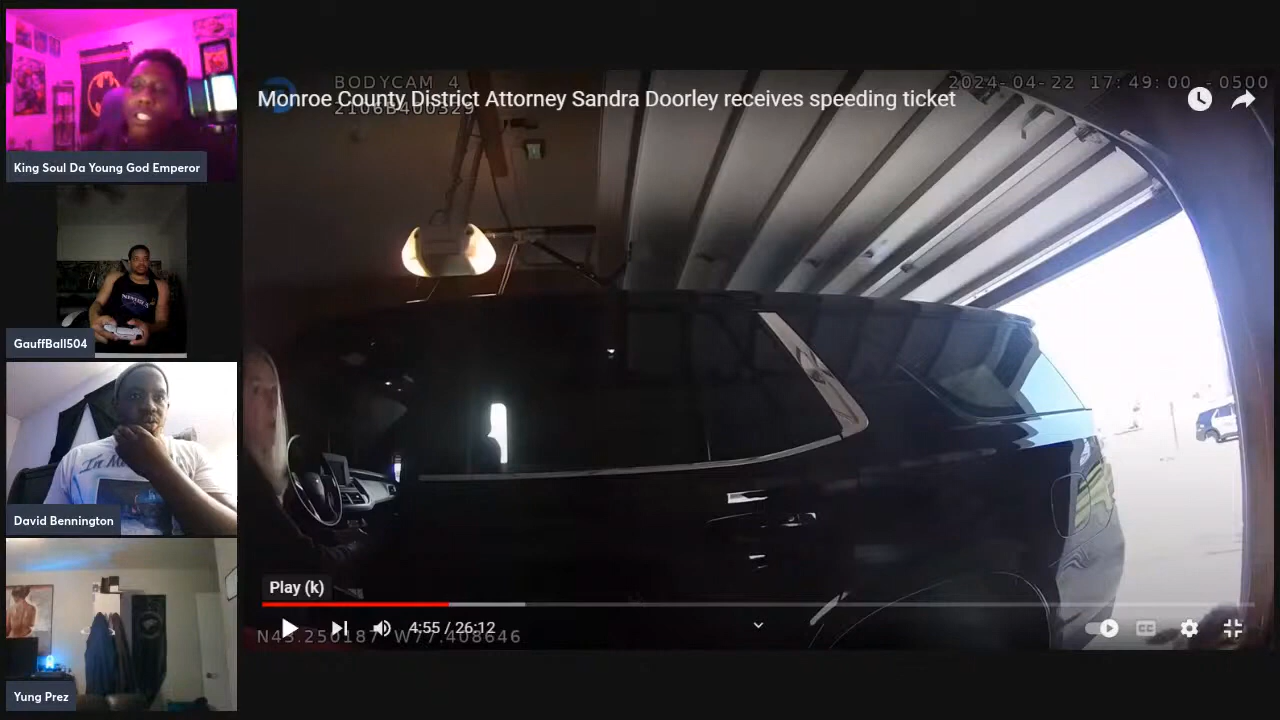 BODYCAM 4
2024-04-22 17:49:00 -0500
Monroe County District Attorney Sandra Doorley receives speeding ticket
King Soul Da Young God Emperor
GauffBall504
David Bennington
Play (k)
4:55 / 26:12
CC
N43.250187 W77.408646
Yung Prez